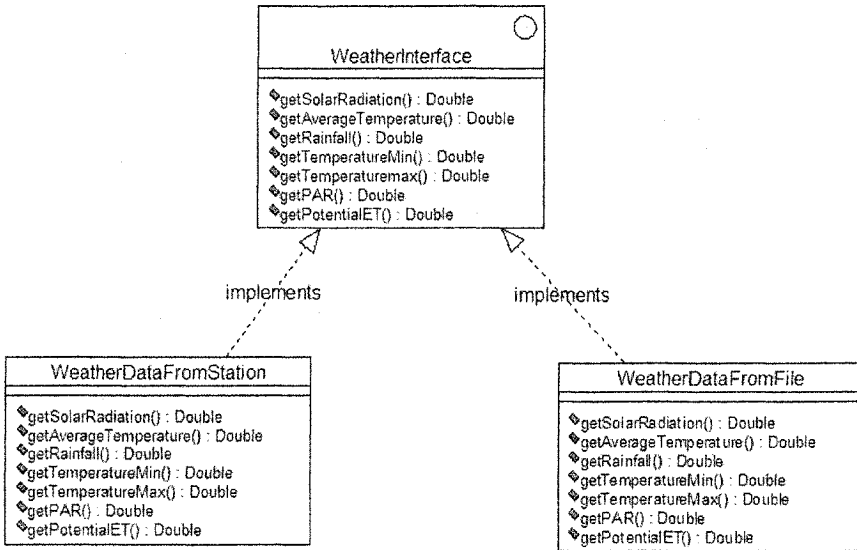 WeatherInterface
getSolarRadiation() : Double
getAverageTemperature() : Double
getRainfall() : Double
getTemperatureMin() : Double
getTemperaturemax() : Double
getPAR() : Double
getPotentialET() : Double
implements
implements
WeatherDataFromStation
getSolarRadiation() : Double
getAverageTemperature() : Double
getRainfall() : Double
getTemperatureMin() : Double
getTemperatureMax() : Double
getPAR() : Double
getPotentialET() : Double
WeatherDataFromFile
getSolarRadiation() : Double
getAverageTemperature() : Double
getRainfall() : Double
getTemperatureMin() : Double
getTemperatureMax() : Double
getPAR() : Double
getPotentialET() : Double